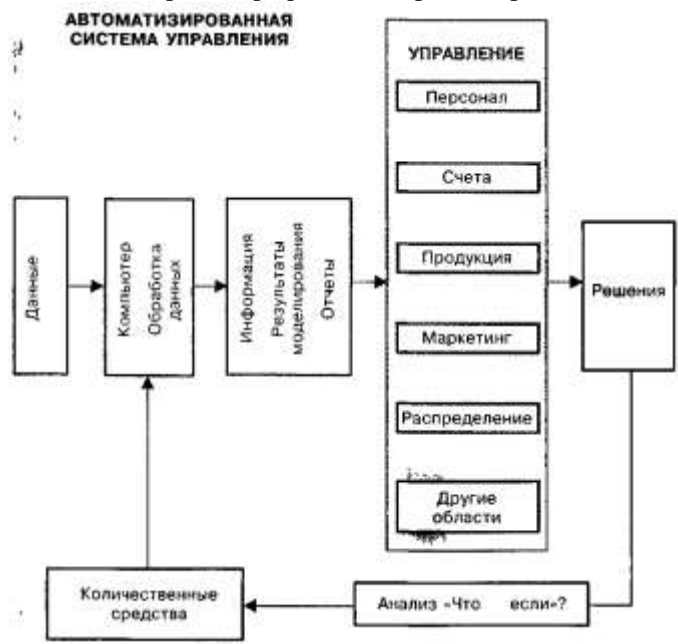 АВТОМАТИЗИРОВАННАЯ
СИСТЕМА УПРАВЛЕНИЯ
УПРАВЛЕНИЕ
Персонал
Счета
Продукция
Маркетинг
Распределение
Другие
области
Данные
Компьютер
Обработка
данных
Информация
Результаты
моделирования
Отчеты
Решения
Количественные
средства
Анализ «Что если»?